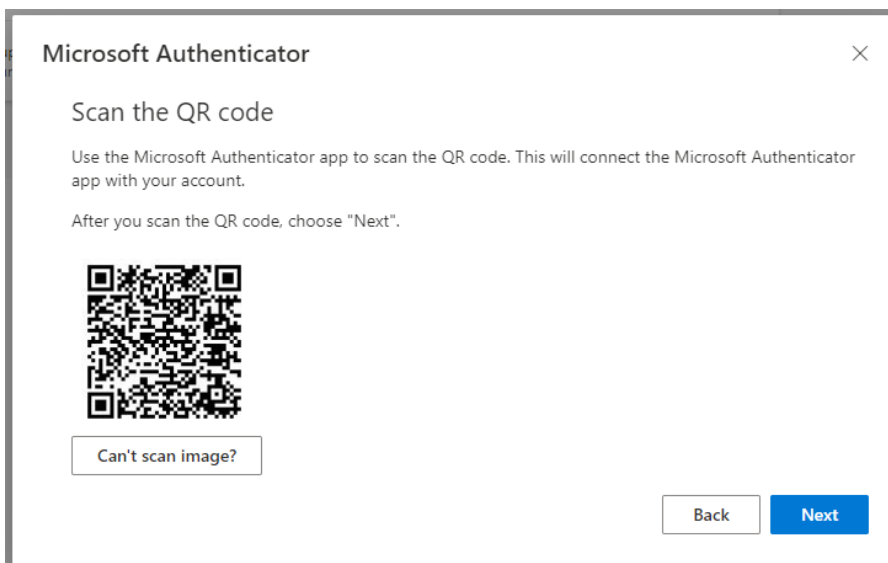 Microsoft Authenticator
Scan the QR code
Use the Microsoft Authenticator app to scan the QR code. This will connect the Microsoft Authenticator
app with your account.
After you scan the QR code, choose "Next".
Can't scan image?
Back
Next